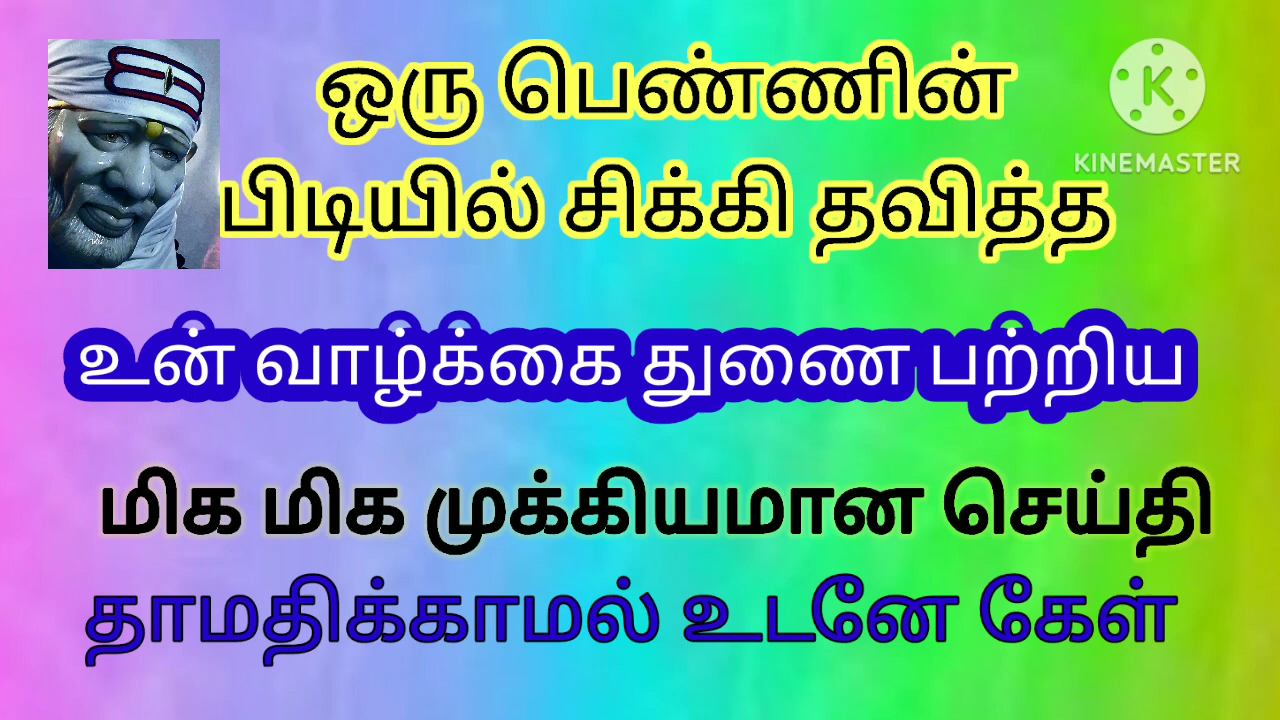 ஒரு பெண்ணின்
பிடியில் சிக்கி தவித்த
உன் வாழ்க்கை துணை பற்றிய
மிக மிக முக்கியமான செய்தி
தாமதிக்காமல் உடனே கேள்
K
KINEMASTER